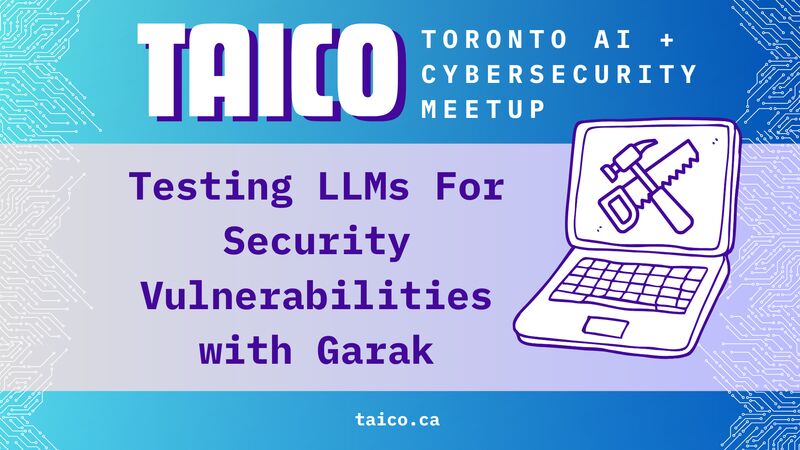 TAICO
TORONTO AI +
CYBERSECURITY
MEETUP
Testing LLMs For
Security
Vulnerabilities
with Garak
taico.ca